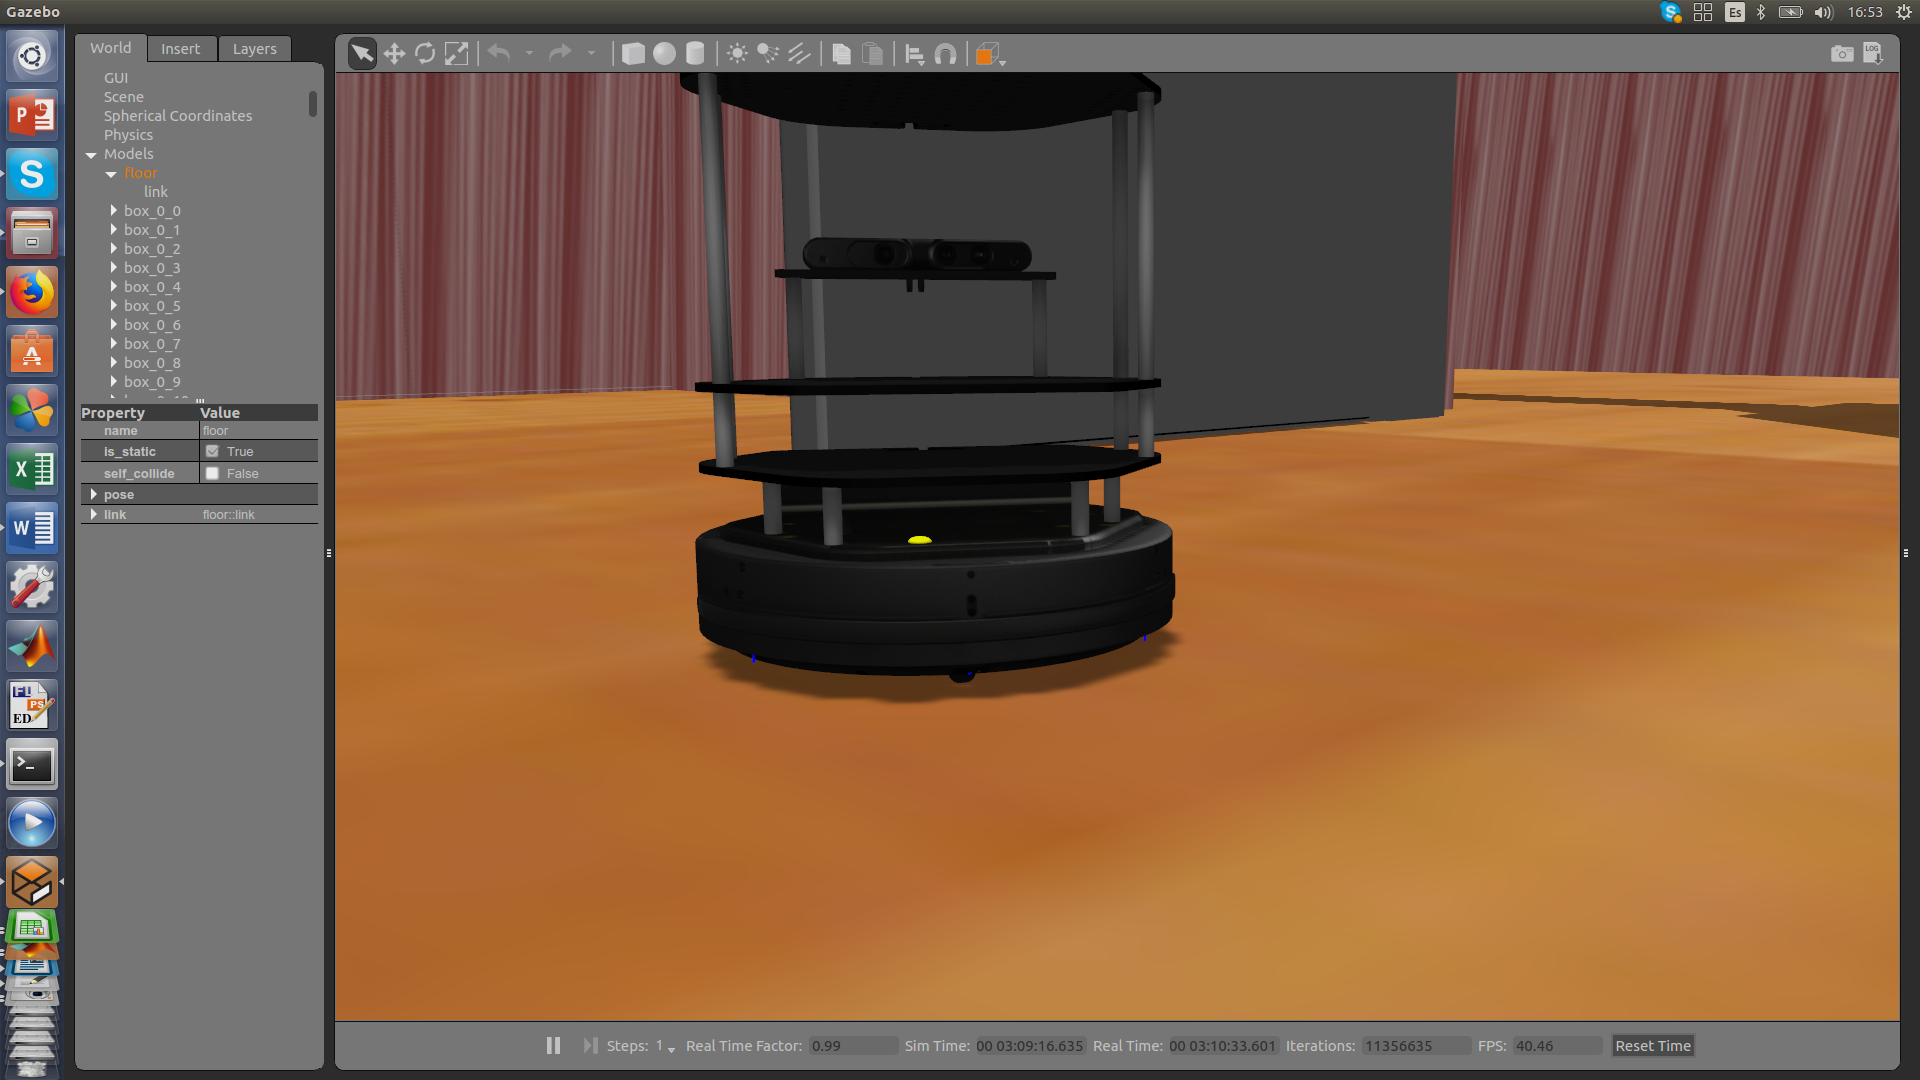 Gazebo
Es
16:53
World
Insert
Layers
LOG
GUI
Scene
Spherical Coordinates
Physics
Models
floor
link
box_0_0
box_0_1
box_0_2
box_0_3
box_0_4
box_0_5
box_0_6
box_0_7
box_0_8
box_0_9
Property Value
name floor
is_static True
self_collide False
pose
link floor::link
Steps: 1 Real Time Factor: 0.99 Sim Time: 00 03:09:16.635 Real Time: 00 03:10:33.601 Iterations: 11356635 FPS: 40.46 Reset Time